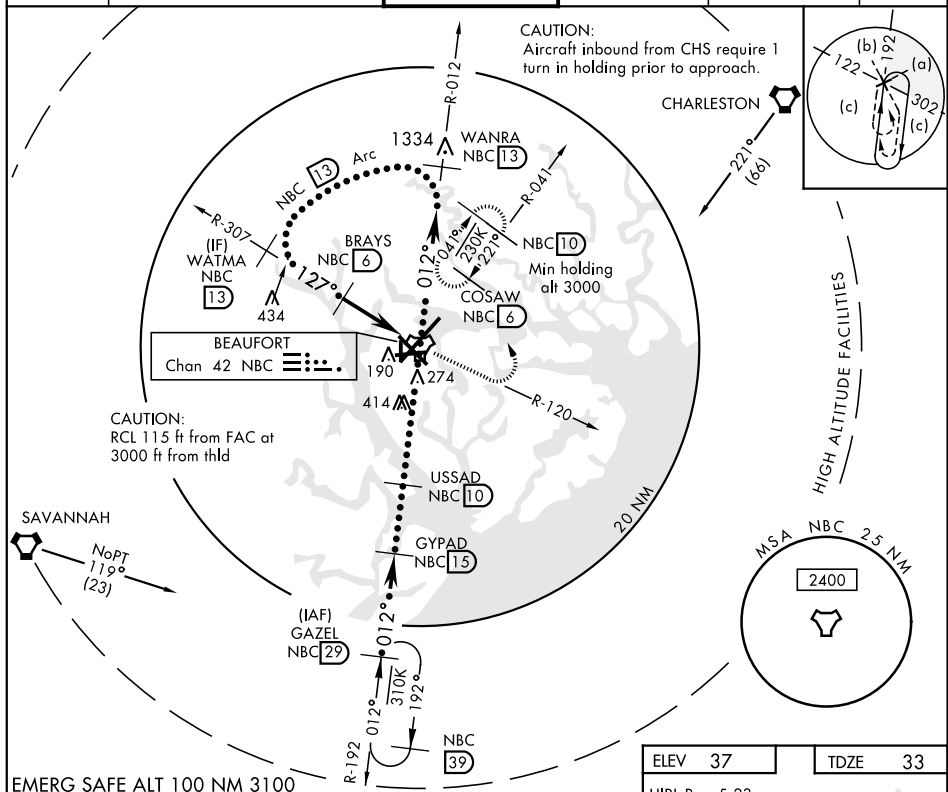 CAUTION:
Aircraft inbound from CHS require 1
turn in holding prior to approach.
CHARLESTON
221°
(66)
(b)
192
(a)
122
302
(c)
(c)
R-012
1334
WANRA
NBC 13
NBC 13 Arc
R-041
R-307
(IF)
WATMA
NBC
13
BRAYS
NBC 6
127°
012°
041°
230K
221°
NBC 10
Min holding
alt 3000
COSAW
NBC 6
434
BEAUFORT
Chan 42 NBC
190
274
414
R-120
CAUTION:
RCL 115 ft from FAC at
3000 ft from thld
USSAD
NBC 10
20 NM
HIGH ALTITUDE FACILITIES
SAVANNAH
NoPT
119°
(23)
GYPAD
NBC 15
MSA NBC 25 NM
2400
(IAF)
GAZEL
NBC 29
012°
310K
012°
192°
R-192
NBC
39
EMERG SAFE ALT 100 NM 3100
ELEV 37
TDZE 33